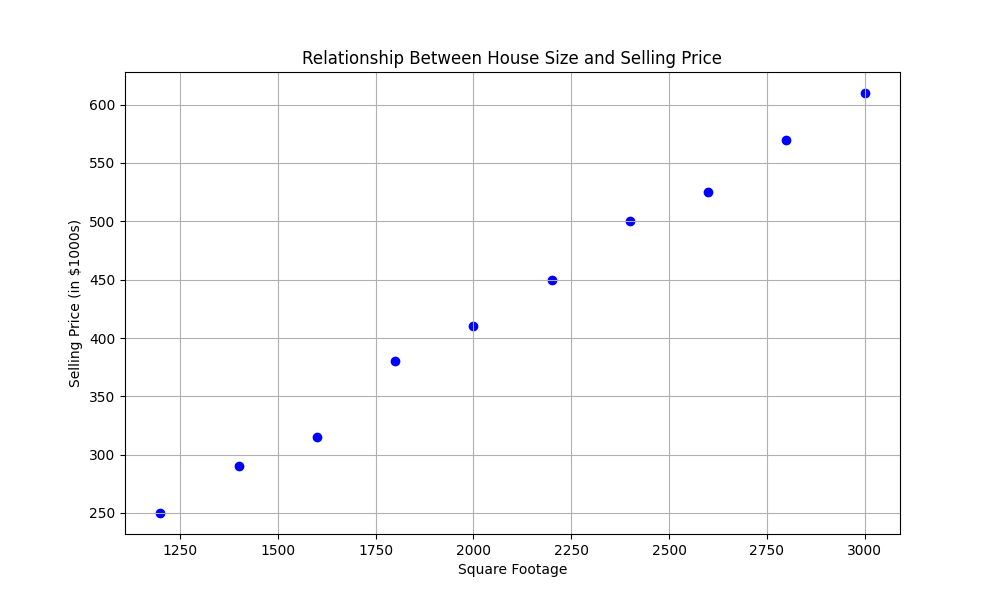 Relationship Between House Size and Selling Price
Selling Price (in $1000s)
600
550
500
450
400
350
300
250
1250 1500 1750 2000 2250 2500 2750 3000
Square Footage